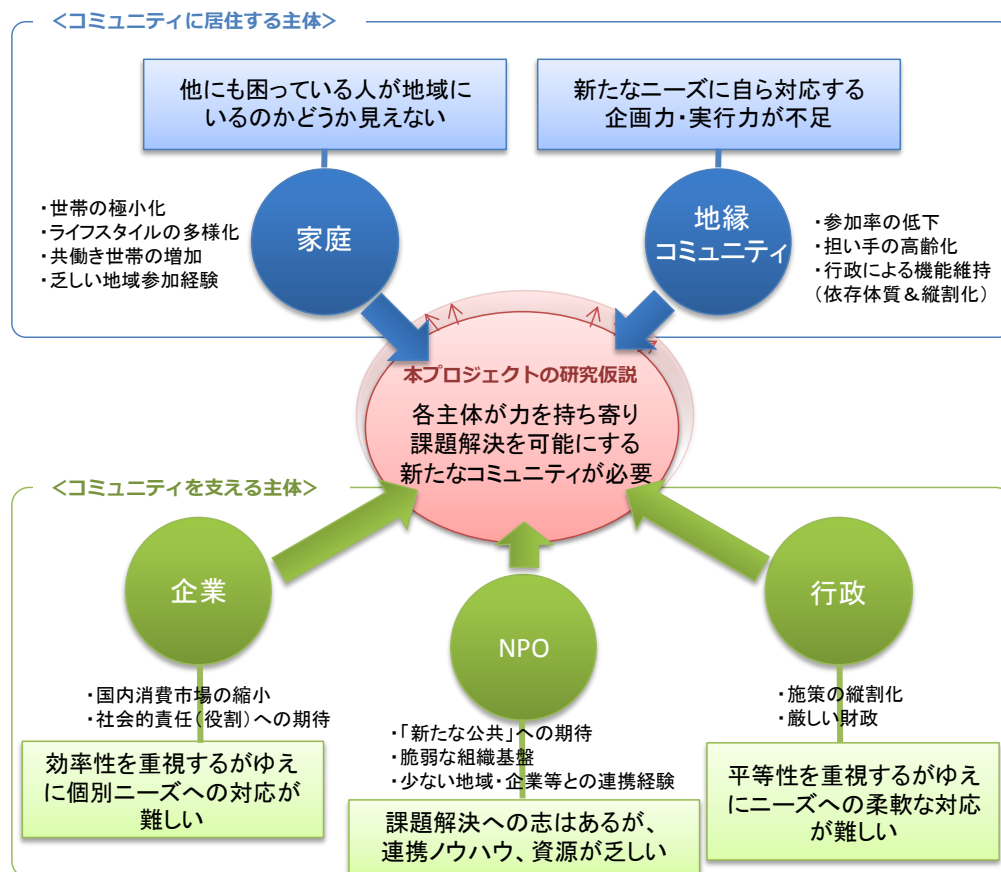 ＜コミュニティに居住する主体＞
他にも困っている人が地域に
いるのかどうか見えない
新たなニーズに自ら対応する
企画力・実行力が不足
・世帯の極小化
・ライフスタイルの多様化
・共働き世帯の増加
・乏しい地域参加経験
家庭
地縁
コミュニティ
・参加率の低下
・担い手の高齢化
・行政による機能維持
（依存体質＆縦割化）
本プロジェクトの研究仮説
各主体が力を持ち寄り
課題解決を可能にする
新たなコミュニティが必要
＜コミュニティを支える主体＞
企業
NPO
行政
・国内消費市場の縮小
・社会的責任（役割）への期待
効率性を重視するがゆえ
に個別ニーズへの対応が
難しい
・「新たな公共」への期待
・脆弱な組織基盤
・少ない地域・企業等との連携経験
課題解決への志はあるが、
連携ノウハウ、資源が乏しい
・施策の縦割化
・厳しい財政
平等性を重視するがゆえ
にニーズへの柔軟な対応
が難しい